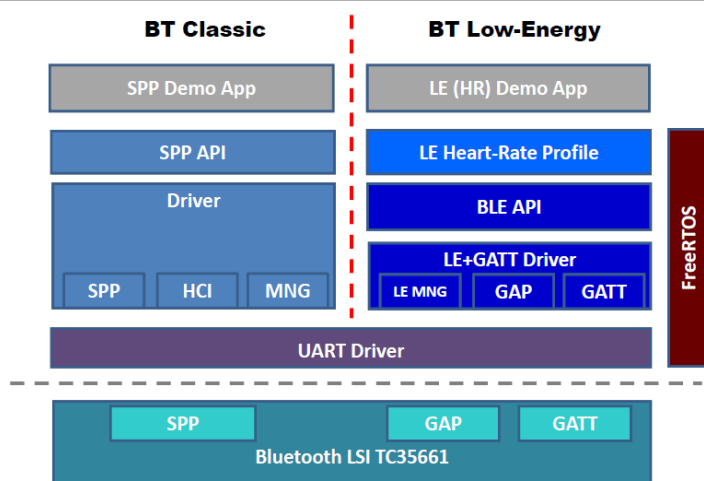 BT Classic
BT Low-Energy
SPP Demo App
LE (HR) Demo App
SPP API
LE Heart-Rate Profile
Driver
BLE API
LE+GATT Driver
SPP
HCI
MNG
LE MNG
GAP
GATT
FreeRTOS
UART Driver
SPP
GAP
GATT
Bluetooth LSI TC35661